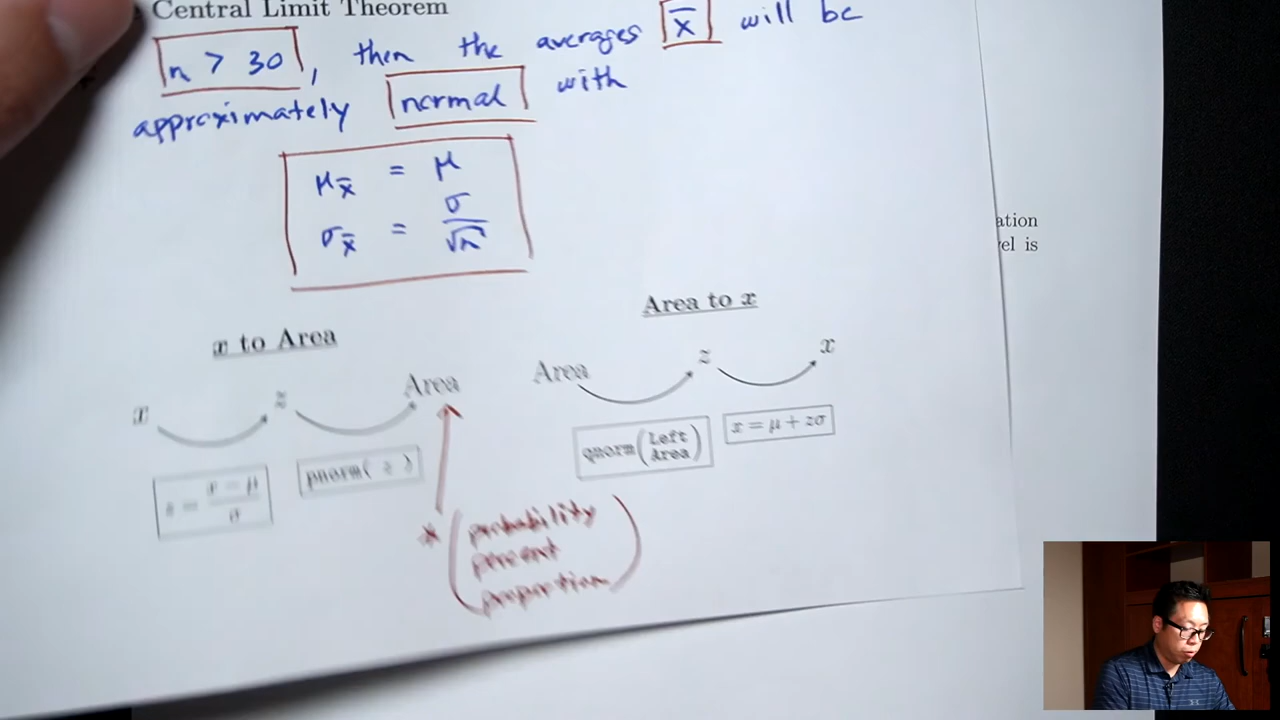 Central Limit Theorem
n > 30, then the averages x̄ will be
approximately normal with
μx̄ = μ
σx̄ = σ/√n
ation
el is
x to Area
x z Area
z = (x − μ)/σ
pnorm( z )
* (probability
percent
proportion)
Area to x
Area z x
qnorm(Left
Area)
x = μ + zσ